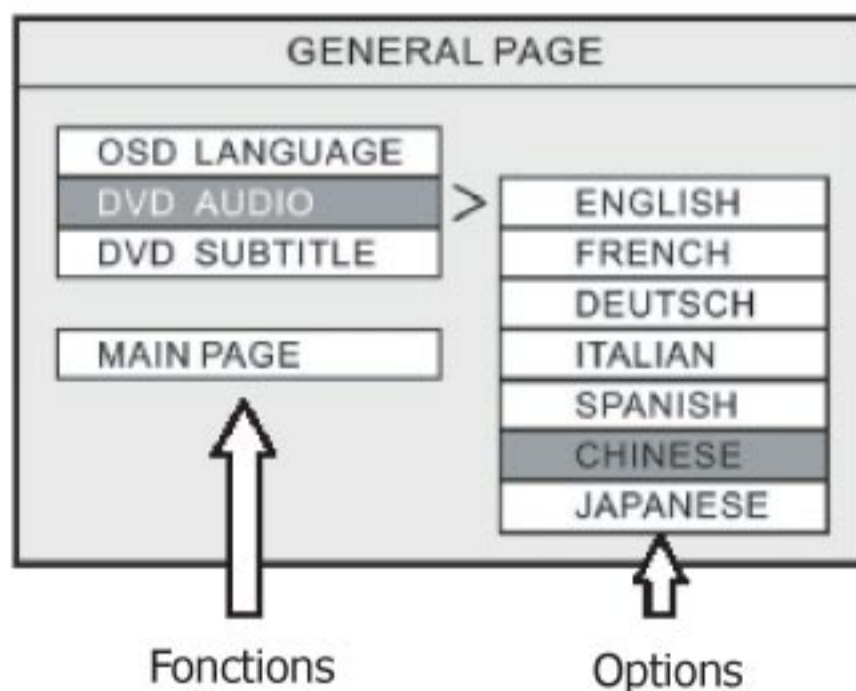 GENERAL PAGE
OSD LANGUAGE
DVD AUDIO >
DVD SUBTITLE
MAIN PAGE
ENGLISH
FRENCH
DEUTSCH
ITALIAN
SPANISH
CHINESE
JAPANESE
Fonctions
Options